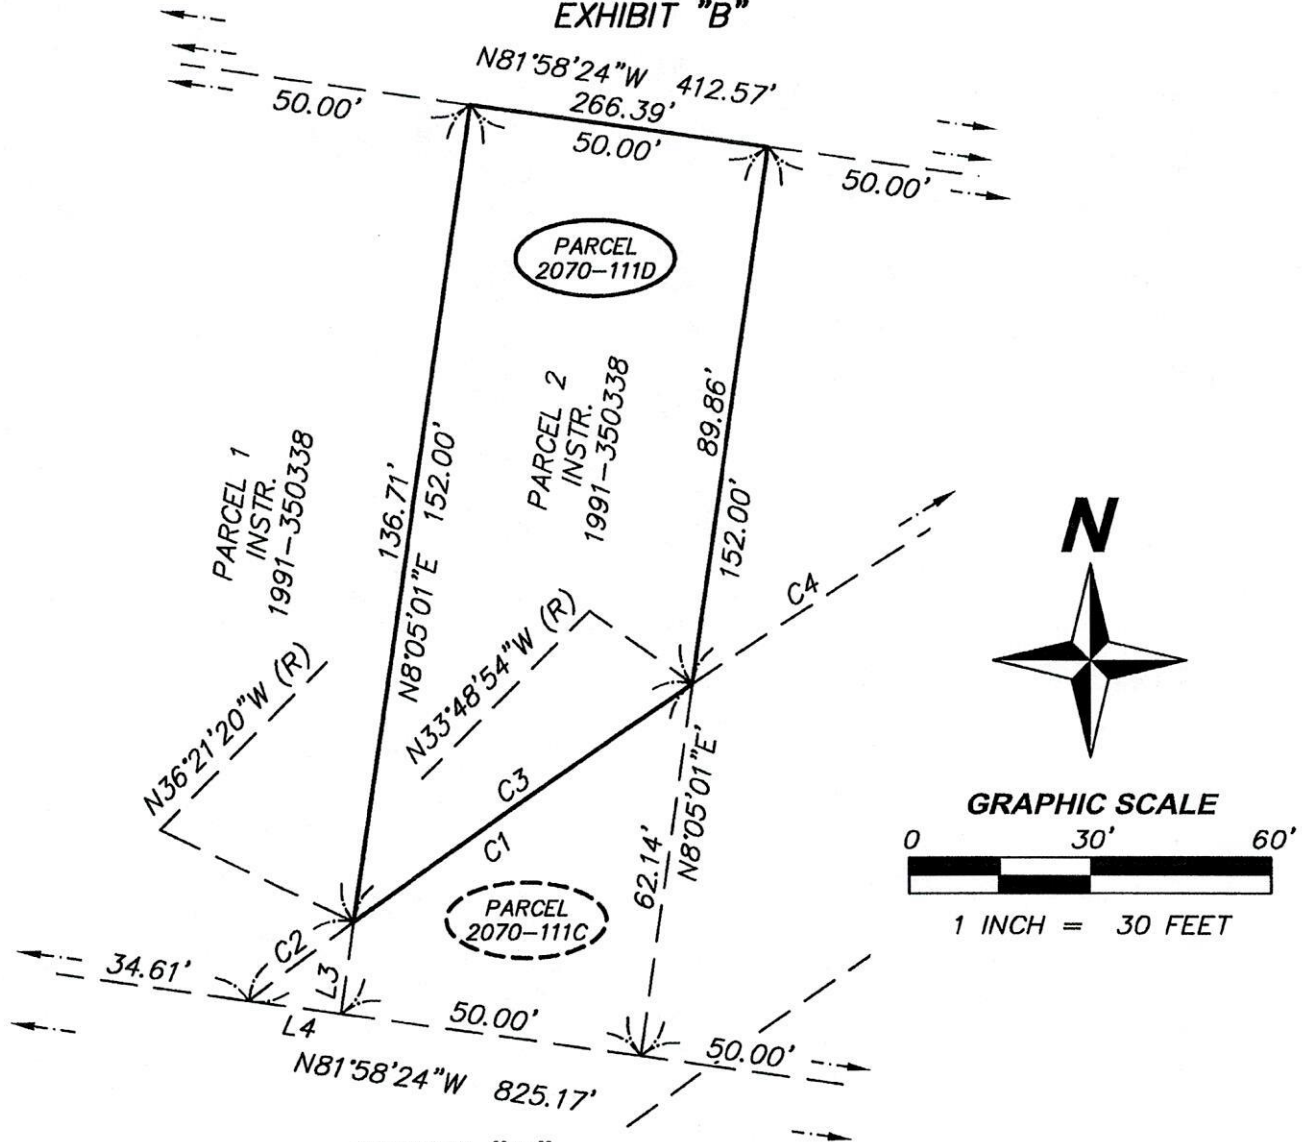 EXHIBIT "B"
N81°58'24"W 412.57'
266.39'
50.00'
50.00'
50.00'
PARCEL
2070-111D
PARCEL 1
INSTR.
1991-350338
136.71'
N8°05'01"E 152.00'
PARCEL 2
INSTR.
1991-350338
89.86'
152.00'
C4
N36°21'20"W (R)
N33°48'54"W (R)
C3
C1
N8°05'01"E'
62.14'
PARCEL
2070-111C
C2
L3
34.61'
L4
50.00'
50.00'
N81°58'24"W 825.17'
N
GRAPHIC SCALE
0 30' 60'
1 INCH = 30 FEET